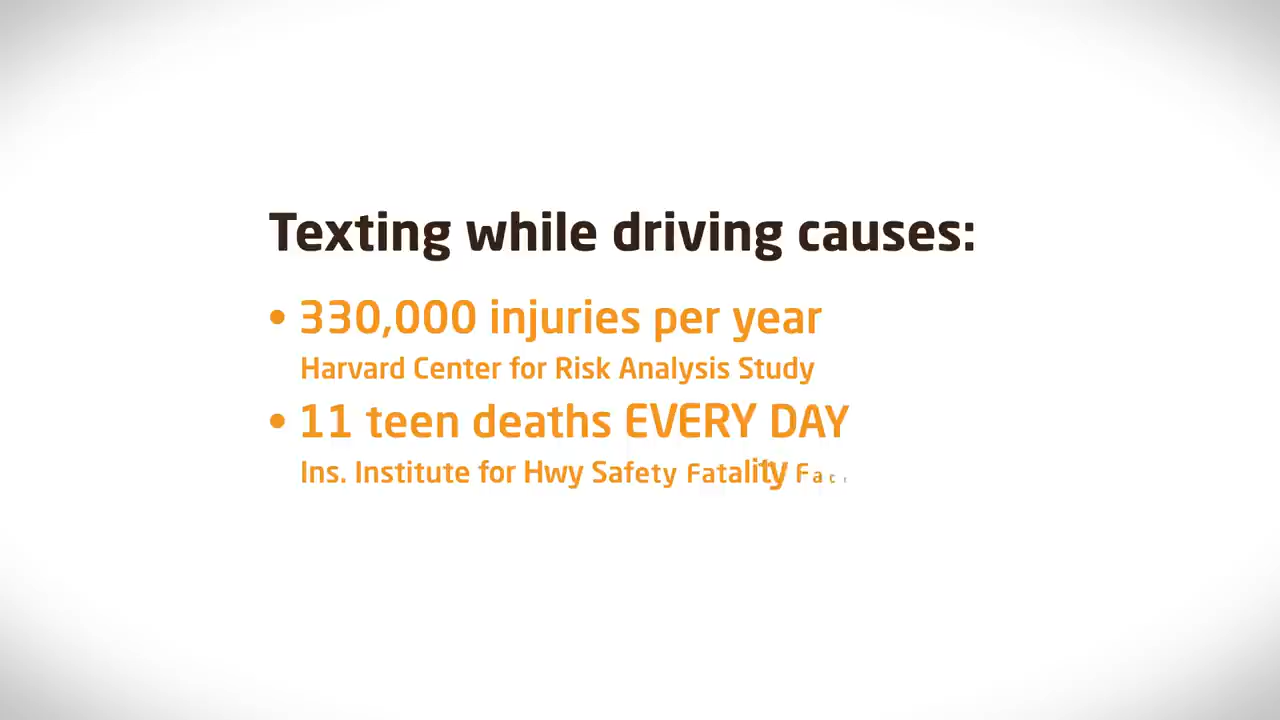 Texting while driving causes:
• 330,000 injuries per year
Harvard Center for Risk Analysis Study
• 11 teen deaths EVERY DAY
Ins. Institute for Hwy Safety Fatality